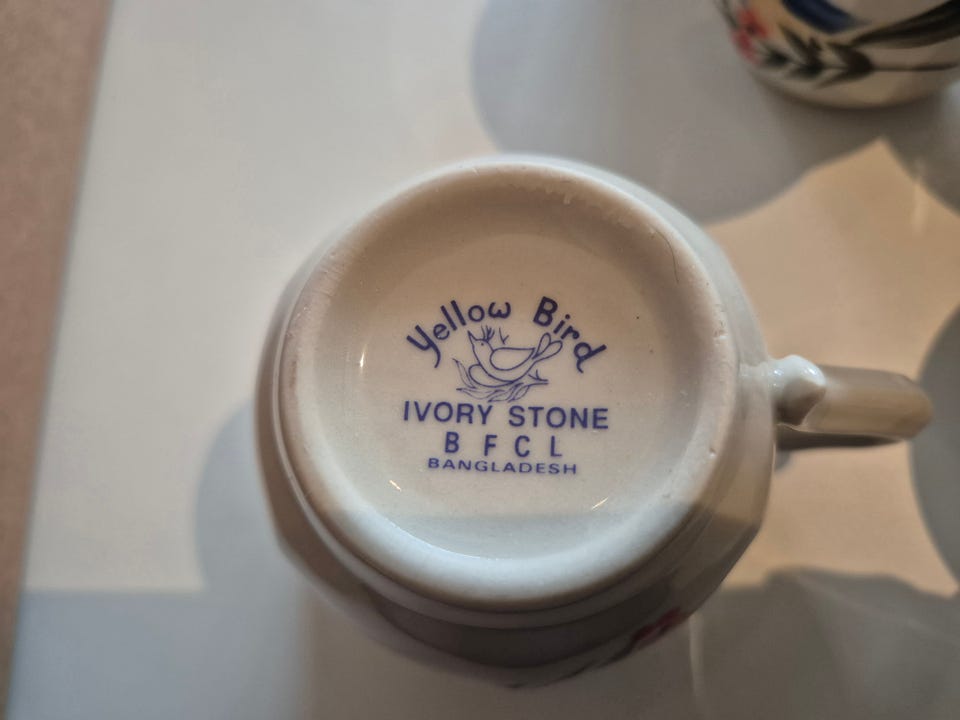 Yellow Bird
IVORY STONE
B F C L
BANGLADESH